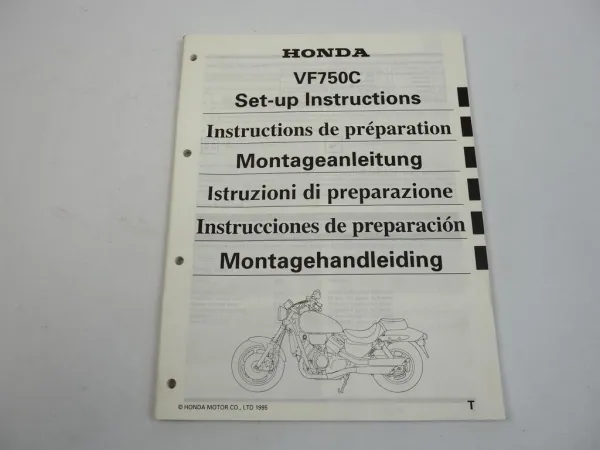 HONDA
VF750C
Set-up Instructions
Instructions de préparation
Montageanleitung
Istruzioni di preparazione
Instrucciones de preparación
Montagehandleiding
© HONDA MOTOR CO., LTD 1995
T